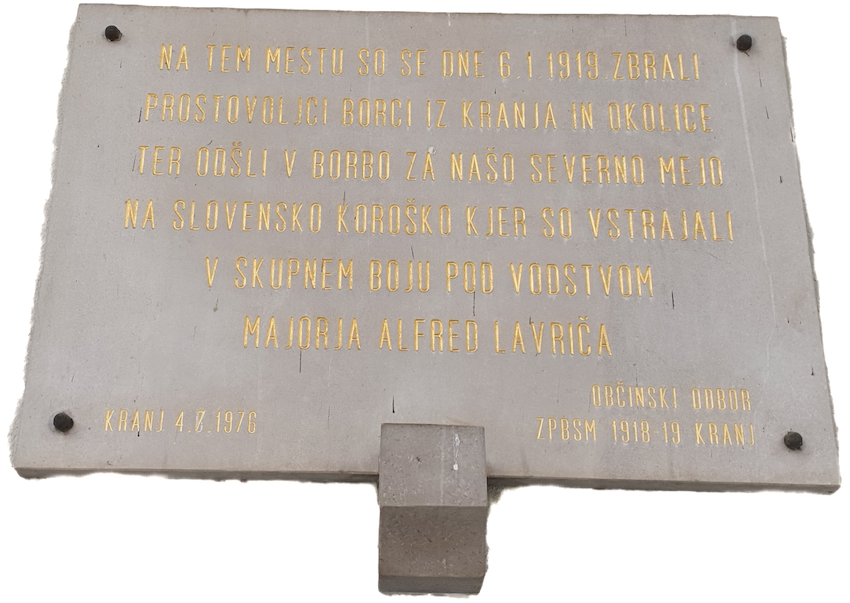 NA TEM MESTU SO SE DNE 6.1.1919 ZBRALI
PROSTOVOLJCI BORCI IZ KRANJA IN OKOLICE
TER ODŠLI V BORBO ZA NAŠO SEVERNO MEJO
NA SLOVENSKO KOROŠKO KJER SO VSTRAJALI
V SKUPNEM BOJU POD VODSTVOM
MAJORJA ALFRED LAVRIČA
OBČINSKI ODBOR
KRANJ 4.7.1976
ZPBSM 1918-19 KRANJ